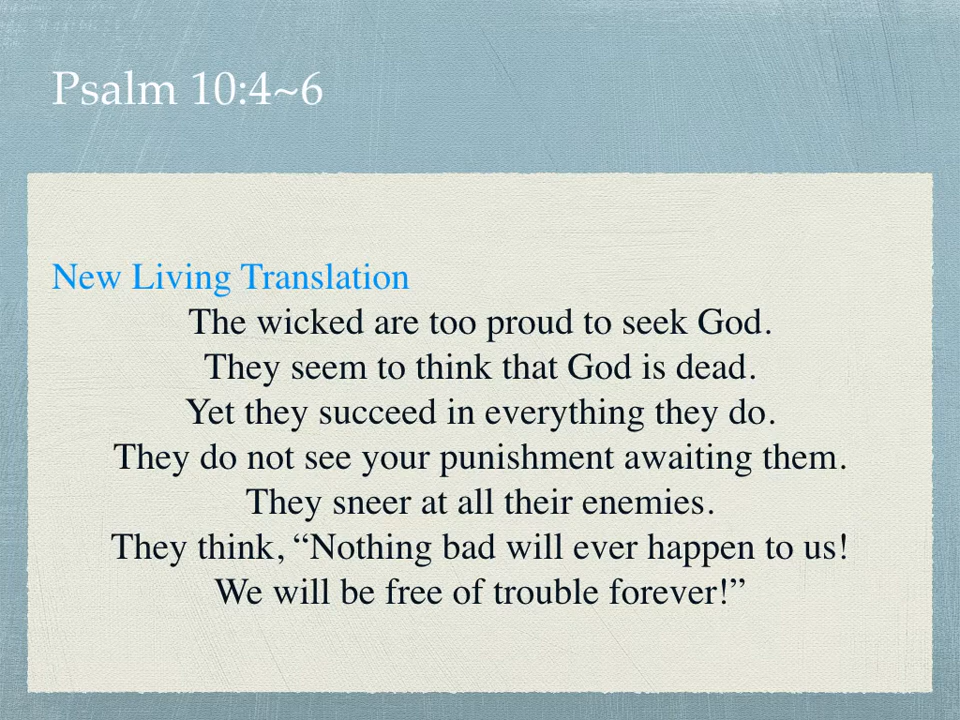 Psalm 10:4~6
New Living Translation
The wicked are too proud to seek God.
They seem to think that God is dead.
Yet they succeed in everything they do.
They do not see your punishment awaiting them.
They sneer at all their enemies.
They think, “Nothing bad will ever happen to us!
We will be free of trouble forever!”